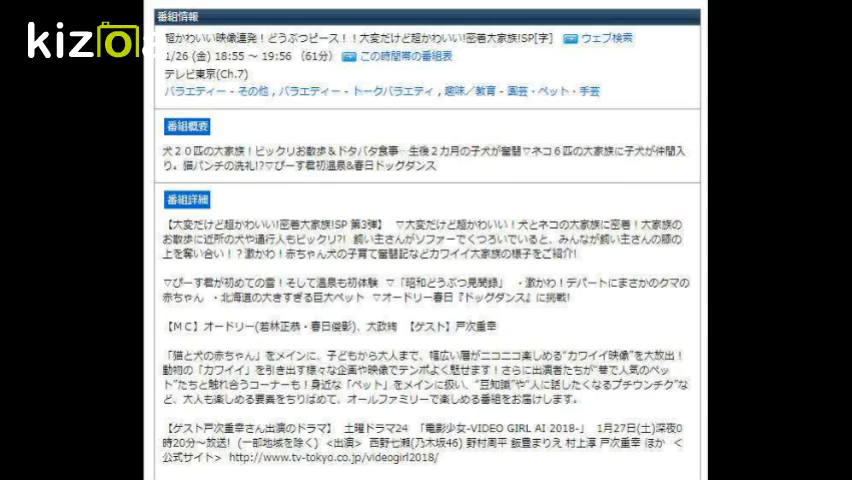 番組情報
kizoa
超かわいい映像連発！どうぶつピース！！大変だけど超かわいい!密着大家族!SP[字] ウェブ検索
1/26 (金) 18:55 ～ 19:56 （61分） この時間帯の番組表
テレビ東京(Ch.7)
バラエティー - その他 , バラエティー - トークバラエティ , 趣味／教育 - 園芸・ペット・手芸
番組概要
犬２０匹の大家族！ビックリお散歩＆ドタバタ食事…生後２カ月の子犬が奮闘▽ネコ６匹の大家族に子犬が仲間入
り。猫パンチの洗礼!?▽ぴーす君初温泉&春日ドッグダンス
番組詳細
【大変だけど超かわいい!密着大家族!SP 第3弾】 ▽大変だけど超かわいい！犬とネコの大家族に密着！大家族の
お散歩に近所の犬や通行人もビックリ?! 飼い主さんがソファーでくつろいでいると、みんなが飼い主さんの膝の
上を奪い合い！？激かわ！赤ちゃん犬の子育て奮闘記などカワイイ大家族の様子をご紹介!
▽ぴーす君が初めての雪！そして温泉も初体験 ▽「昭和どうぶつ見聞録」 ・激かわ！デパートにまさかのクマの
赤ちゃん ・北海道の大きすぎる巨大ペット ▽オードリー春日『ドッグダンス』に挑戦!
【ＭＣ】オードリー(若林正恭・春日俊彰)、大政絢 【ゲスト】戸次重幸
「猫と犬の赤ちゃん」をメインに、子どもから大人まで、幅広い層がニコニコ楽しめる“カワイイ映像”を大放出！
動物の「カワイイ」を引き出す様々な企画や映像でテンポよく魅せます！さらに出演者たちが“巷で人気のペッ
ト”たちと触れ合うコーナーも！身近な「ペット」をメインに扱い、“豆知識”や“人に話したくなるプチウンチク”な
ど、大人も楽しめる要素をちりばめて、オールファミリーで楽しめる番組をお届けします。
【ゲスト戸次重幸さん出演のドラマ】 土曜ドラマ24 「電影少女-VIDEO GIRL AI 2018-」 1月27日(土)深夜0
時20分～放送! (一部地域を除く) <出演> 西野七瀬(乃木坂46) 野村周平 飯豊まりえ 村上淳 戸次重幸 ほか <
公式サイト> http://www.tv-tokyo.co.jp/videogirl2018/